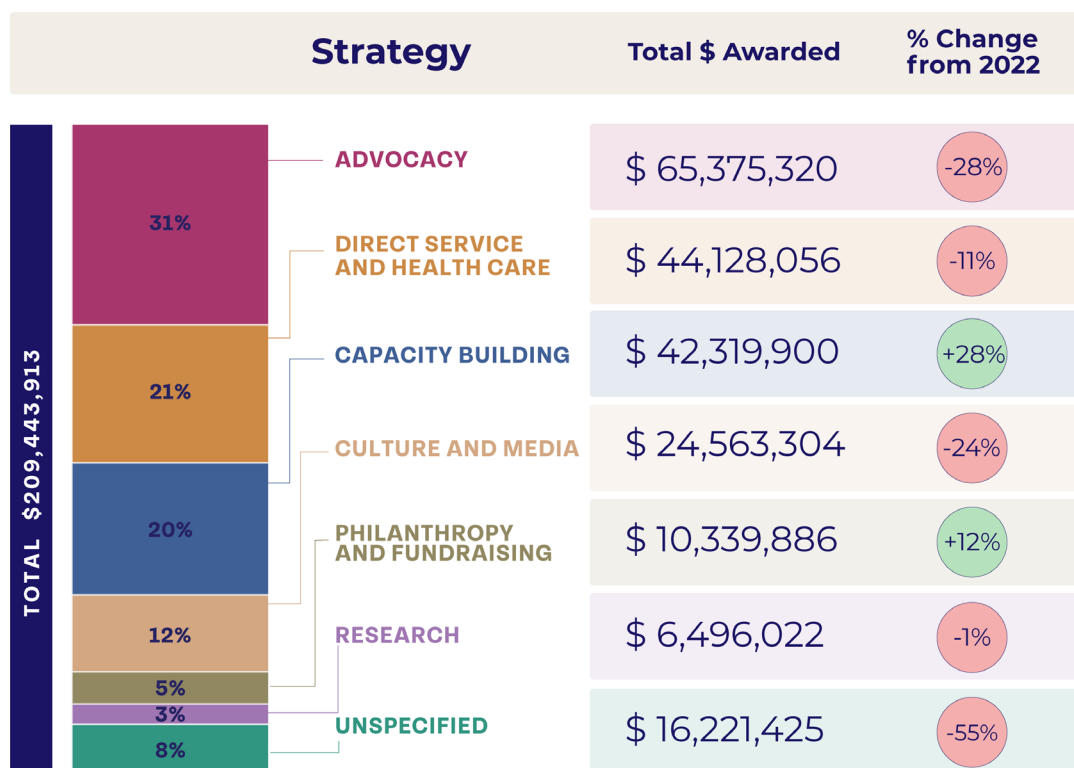 Strategy
Total $ Awarded
% Change
from 2022
TOTAL $209,443,913
31%
ADVOCACY
$ 65,375,320
-28%
21%
DIRECT SERVICE
AND HEALTH CARE
$ 44,128,056
-11%
20%
CAPACITY BUILDING
$ 42,319,900
+28%
12%
CULTURE AND MEDIA
$ 24,563,304
-24%
5%
PHILANTHROPY
AND FUNDRAISING
$ 10,339,886
+12%
3%
RESEARCH
$ 6,496,022
-1%
8%
UNSPECIFIED
$ 16,221,425
-55%